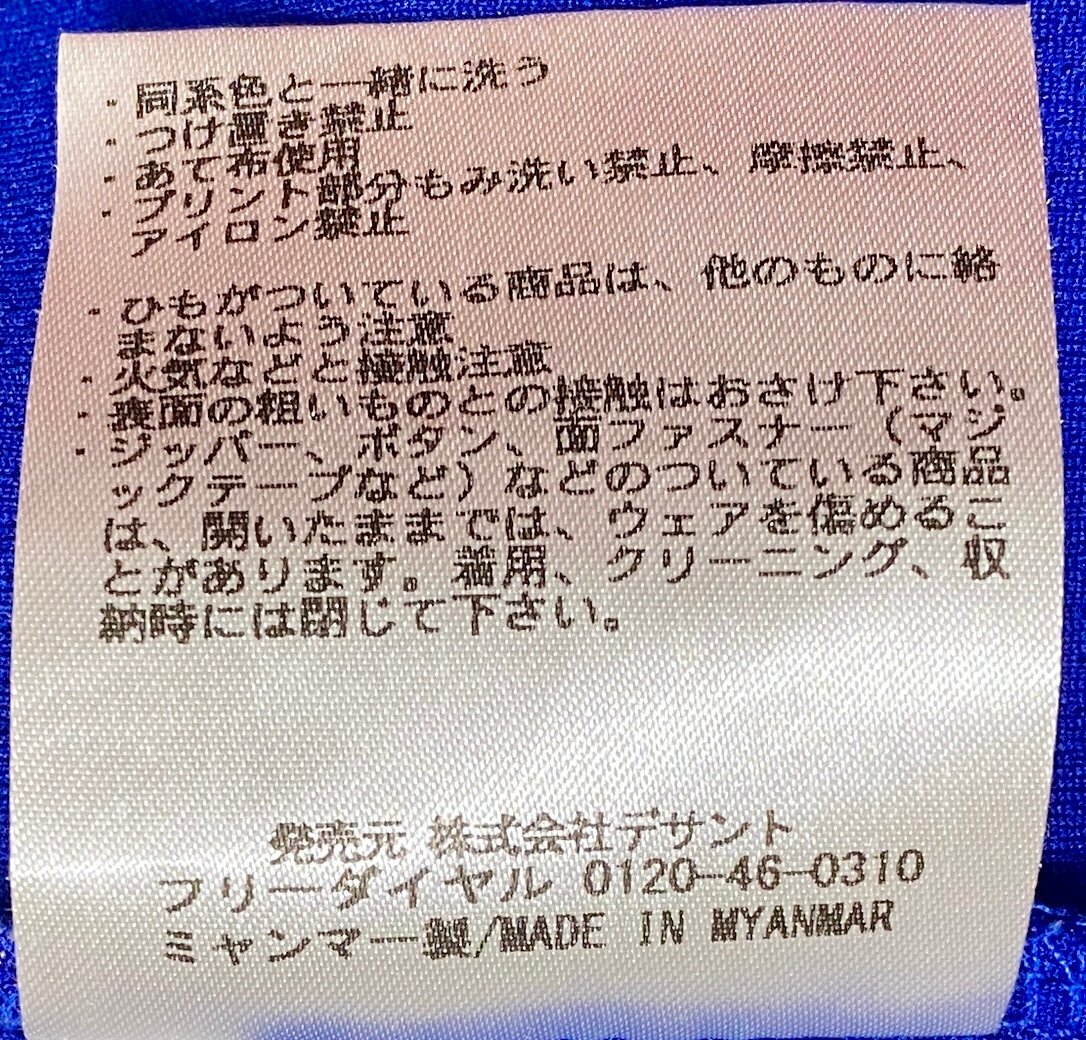 ・同系色と一緒に洗う
・つけ置き禁止
・あて布使用
・プリント部分もみ洗い禁止、摩擦禁止、
アイロン禁止
・ひもがついている商品は、他のものに絡
まないよう注意
・火気などと接触注意
・表面の粗いものとの接触はおさけ下さい。
・ジッパー、ボタン、面ファスナー（マジ
ックテープなど）などのついている商品
は、開いたままでは、ウェアを傷めるこ
とがあります。着用、クリーニング、収
納時には閉じて下さい。
発売元 株式会社デサント
フリーダイヤル 0120-46-0310
ミャンマー製/MADE IN MYANMAR